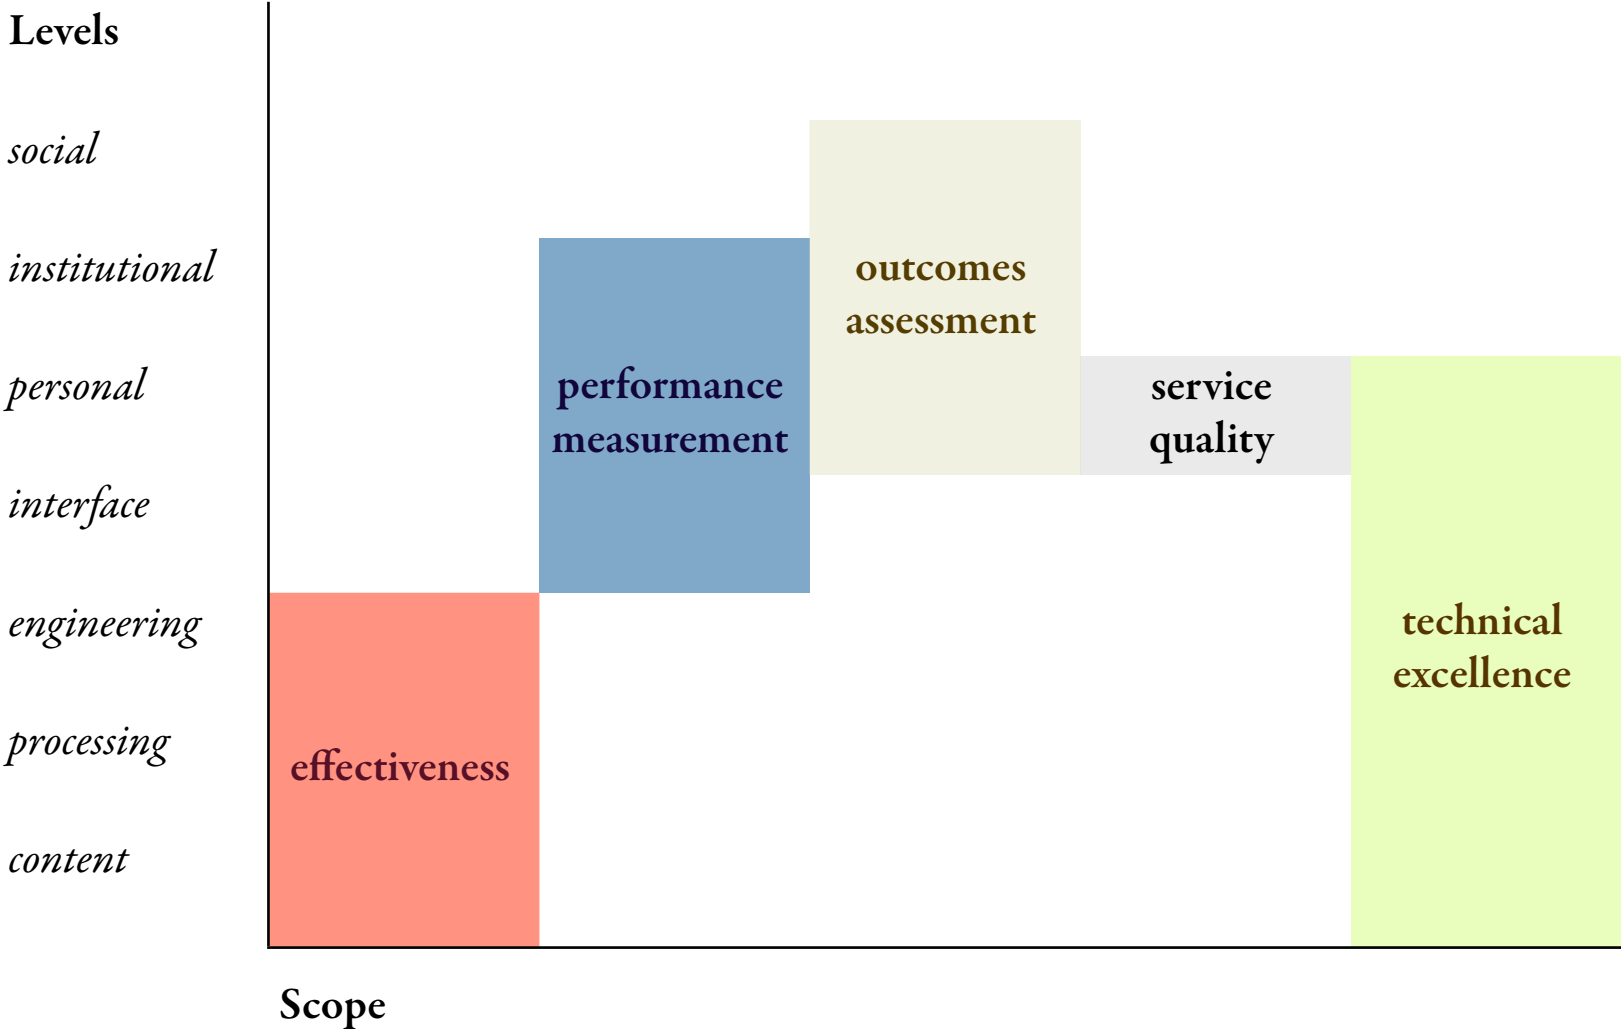 Levels
social
institutional
personal
interface
engineering
processing
content
effectiveness
performance
measurement
outcomes
assessment
service
quality
technical
excellence
Scope